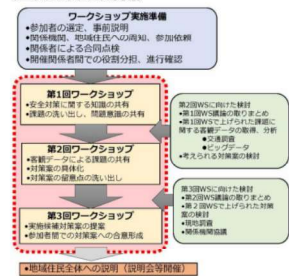 ワークショップ実施準備
•参加者の選定、事前説明
•関係機関、地域住民への周知、参加依頼
•関係者による合同点検
•開催関係者間での役割分担、進行確認
第1回ワークショップ
•安全対策に関する知識の共有
•課題の洗い出し、問題意識の共有
第2回WSに向けた検討
•第1回WS議論の取りまとめ
•第1回WSで上げられた課題に関する客観データの取得、分析
●交通調査
●ビッグデータ
•考えられる対策案の検討
第2回ワークショップ
•客観データによる課題の共有
•対策案の具体化
•対策案の留意点の洗い出し
第3回WSに向けた検討
•第2回WS議論の取りまとめ
•第2回WSで上げられた対策案の検討
•現地調査
•関係機関協議
第3回ワークショップ
•実施候補対策案の提案
•参加者間での対策案への合意形成
•地域住民全体への説明（説明会等開催）